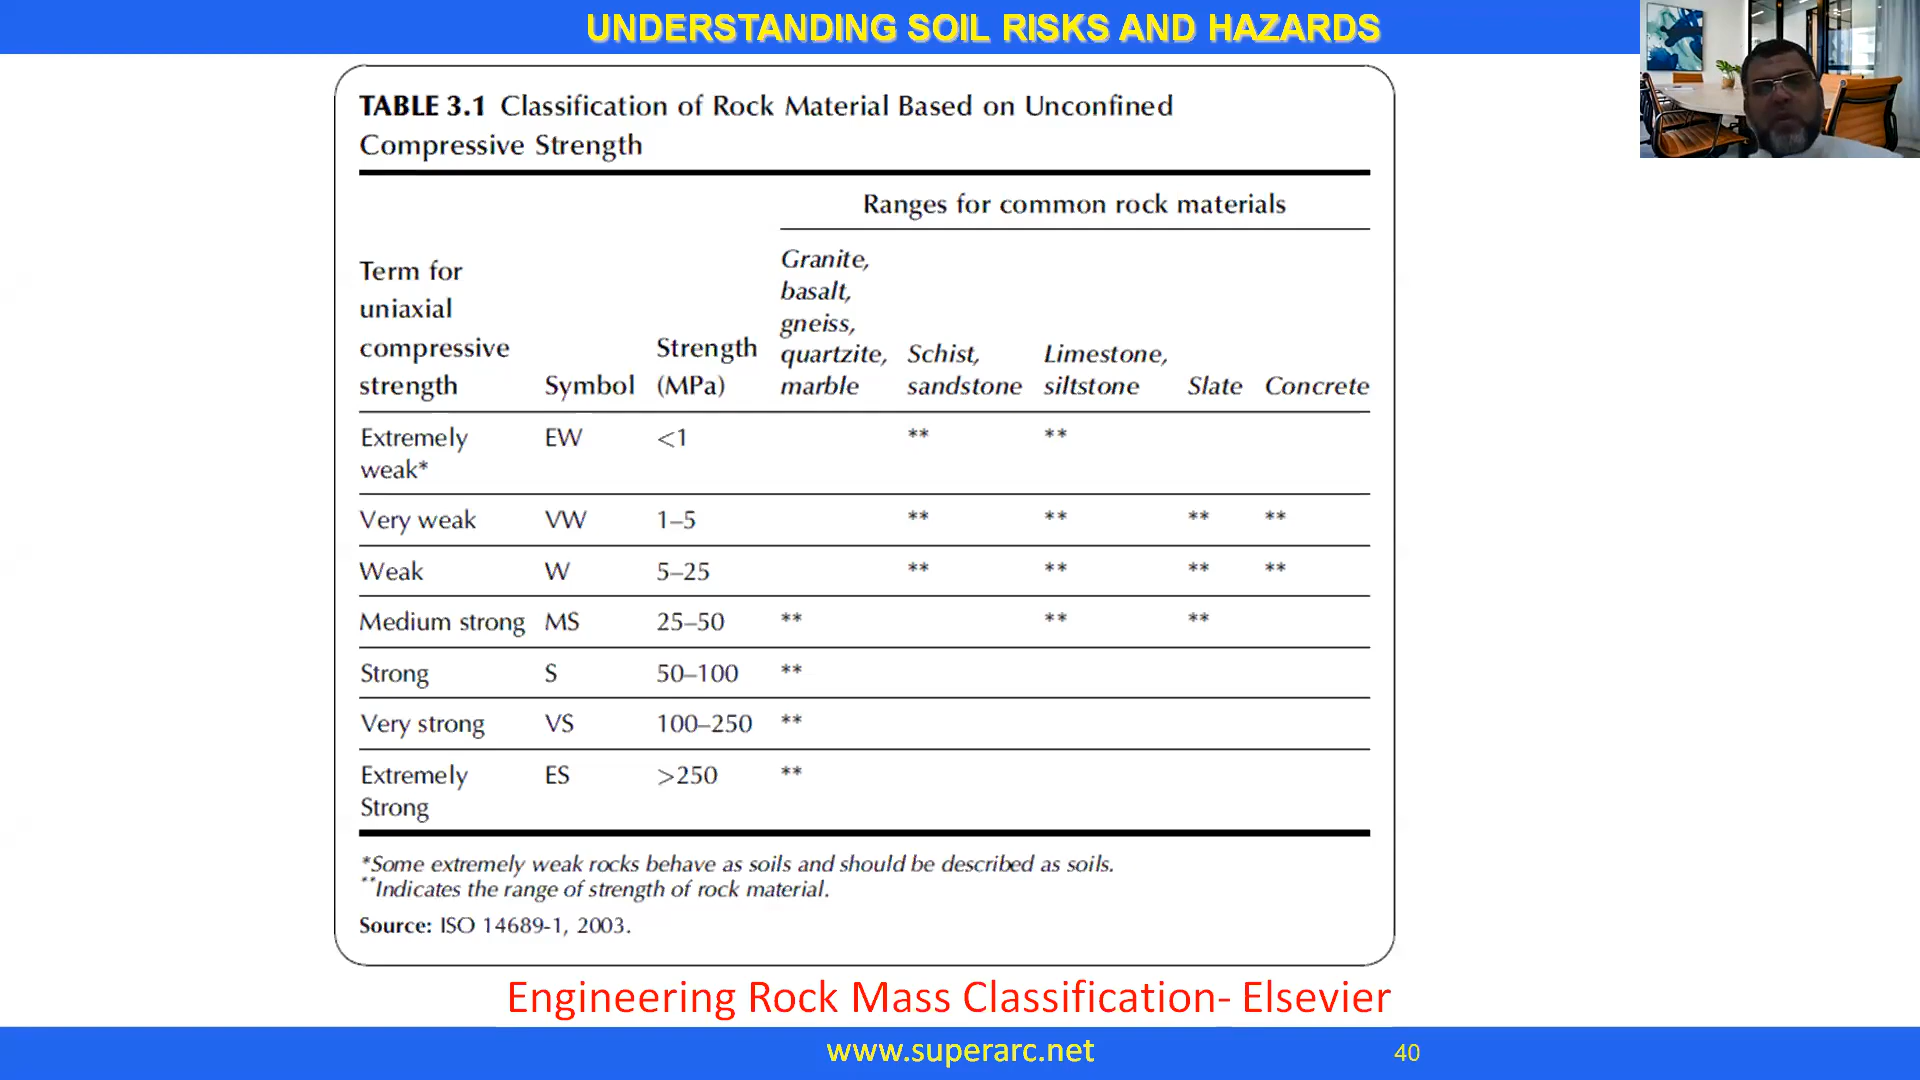 UNDERSTANDING SOIL RISKS AND HAZARDS
TABLE 3.1 Classification of Rock Material Based on Unconfined
Compressive Strength
Ranges for common rock materials
Term for
uniaxial
compressive
strength
Symbol
Strength
(MPa)
Granite,
basalt,
gneiss,
quartzite,
marble
Schist,
sandstone
Limestone,
siltstone
Slate
Concrete
Extremely
weak*
EW <1 ** **
Very weak VW 1–5 ** ** ** **
Weak W 5–25 ** ** ** **
Medium strong MS 25–50 ** ** **
Strong S 50–100 **
Very strong VS 100–250 **
Extremely
Strong
ES >250 **
*Some extremely weak rocks behave as soils and should be described as soils.
**Indicates the range of strength of rock material.
Source: ISO 14689-1, 2003.
Engineering Rock Mass Classification- Elsevier
www.superarc.net
40